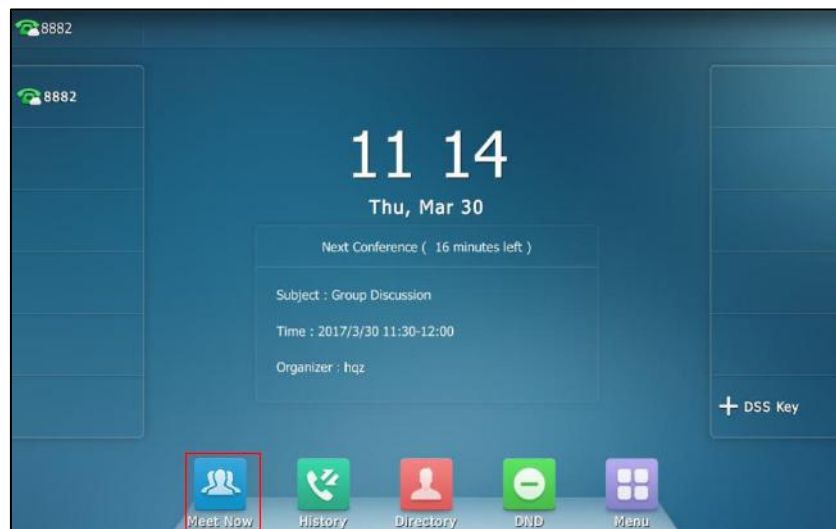 8882
8882
11 14
Thu, Mar 30
Next Conference ( 16 minutes left )
Subject : Group Discussion
Time : 2017/3/30 11:30-12:00
Organizer : hqz
DSS Key
Meet Now History Directory DND Menu